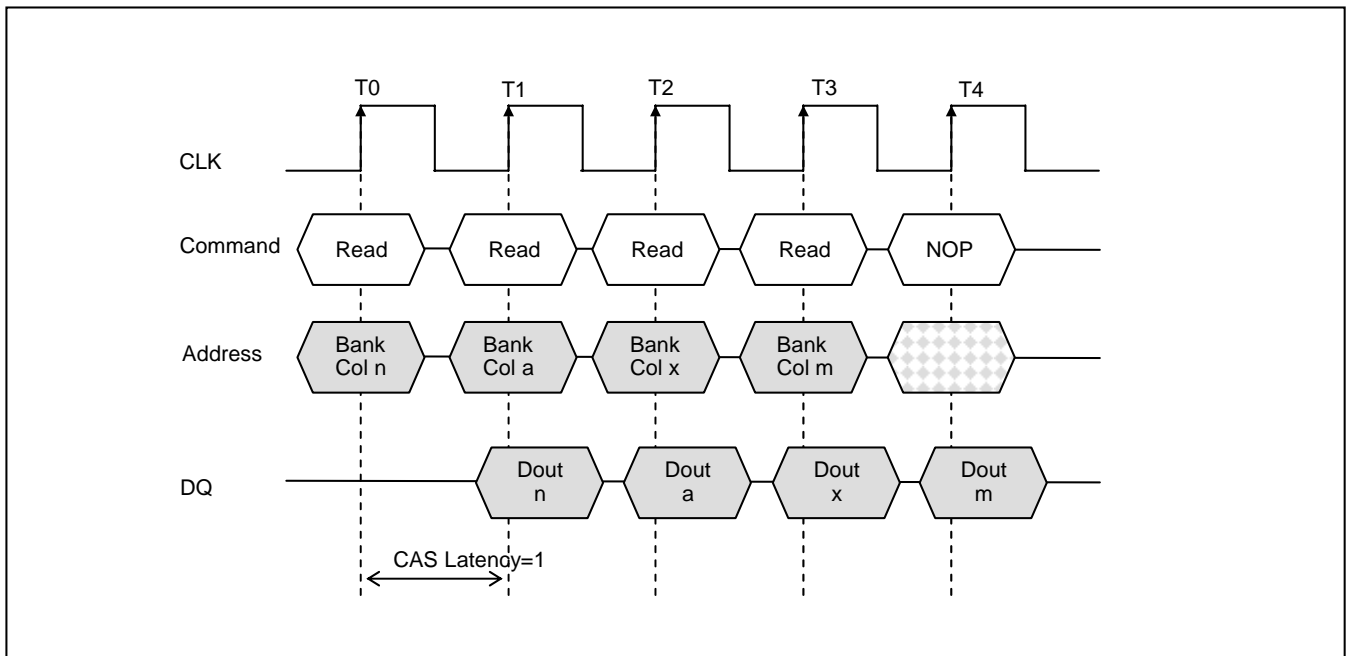 T0 T1 T2 T3 T4
CLK
Command Read Read Read Read NOP
Address Bank Bank Bank Bank
Col n Col a Col x Col m
DQ Dout Dout Dout Dout
n a x m
CAS Latency=1